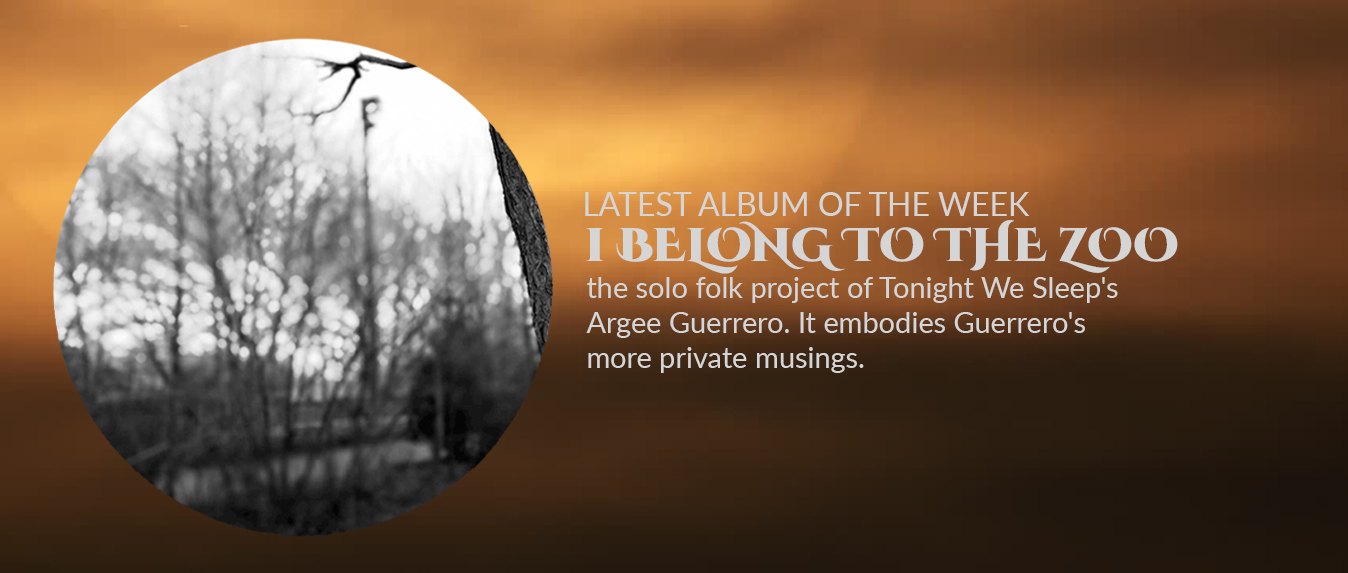 LATEST ALBUM OF THE WEEK
I BELONG TO THE ZOO
the solo folk project of Tonight We Sleep's
Argee Guerrero. It embodies Guerrero's
more private musings.